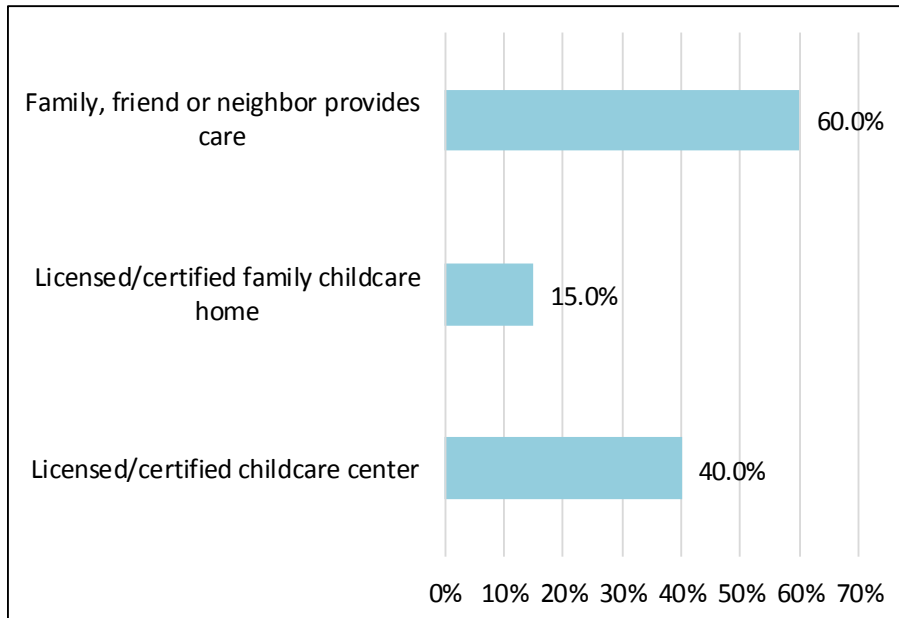 Family, friend or neighbor provides
care
60.0%
Licensed/certified family childcare
home
15.0%
Licensed/certified childcare center
40.0%
0% 10% 20% 30% 40% 50% 60% 70%